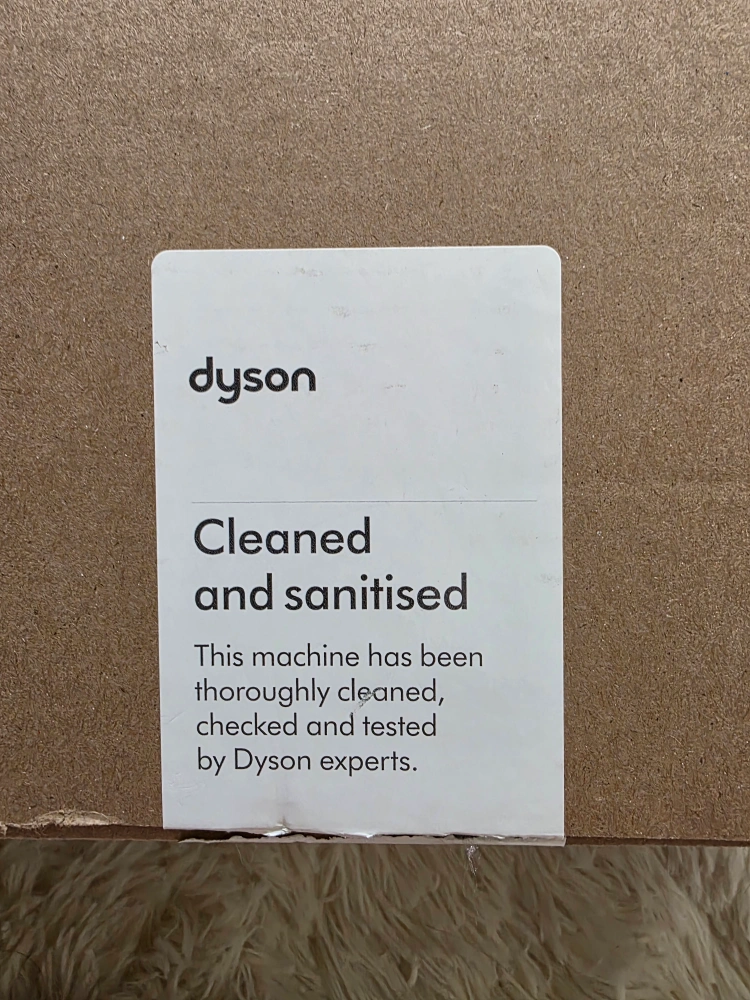 dyson
Cleaned
and sanitised
This machine has been
thoroughly cleaned,
checked and tested
by Dyson experts.